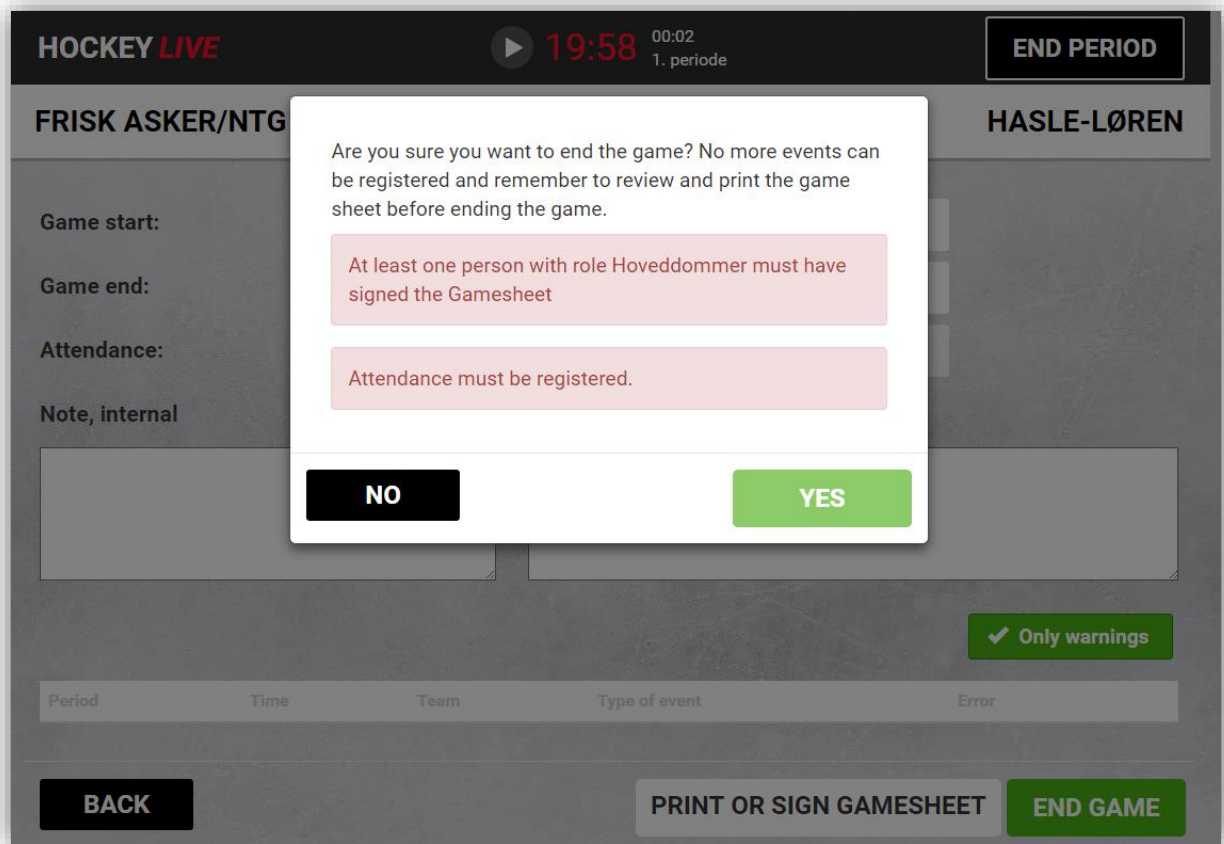 HOCKEY LIVE
19:58
00:02
1. periode
END PERIOD
FRISK ASKER/NTG
HASLE-LØREN
Are you sure you want to end the game? No more events can
be registered and remember to review and print the game
sheet before ending the game.
At least one person with role Hoveddommer must have
signed the Gamesheet
Attendance must be registered.
NO
YES
Game start:
Game end:
Attendance:
Note, internal
Only warnings
Period Time Team Type of event Error
BACK
PRINT OR SIGN GAMESHEET
END GAME